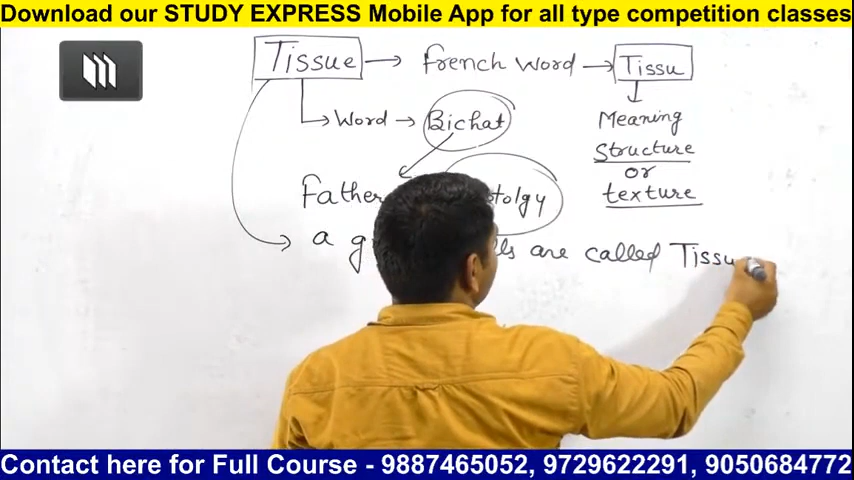 Download our STUDY EXPRESS Mobile App for all type competition classes
Tissue → French Word → Tissu
Word → Bichat
Meaning
Structure
or
texture
Father
a are called Tissu
Contact here for Full Course - 9887465052, 9729622291, 9050684772